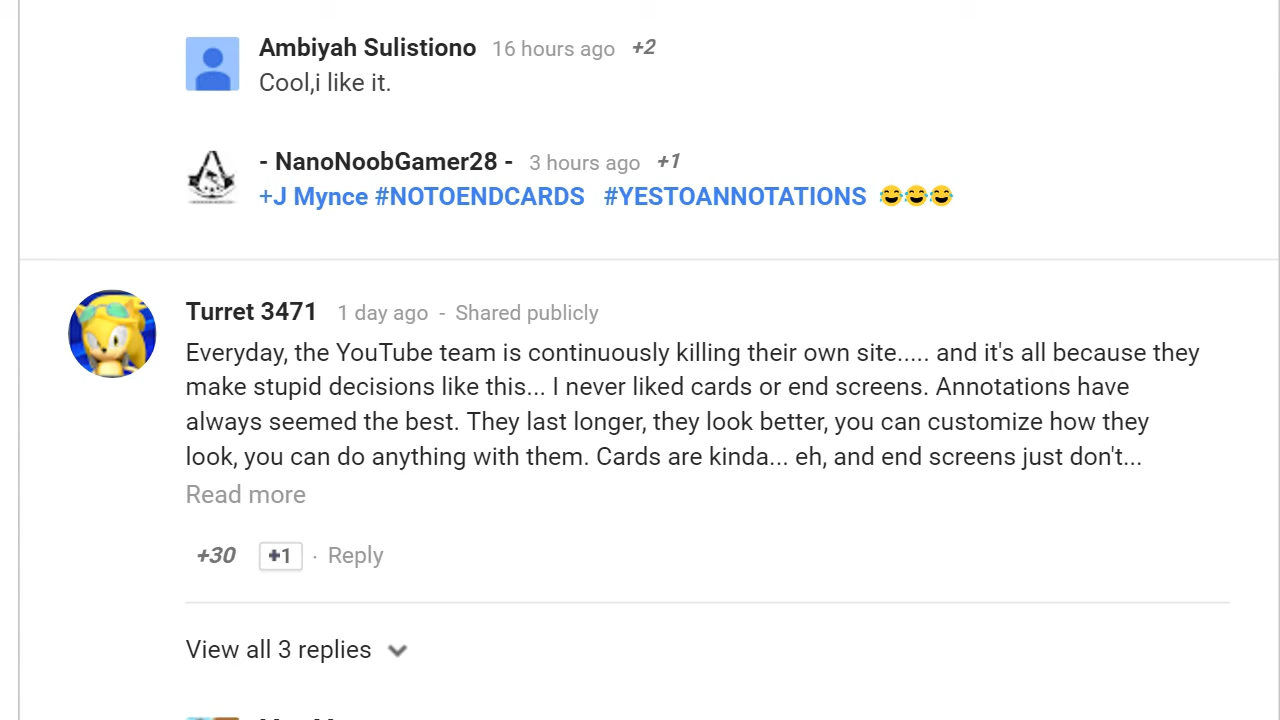 Ambiyah Sulistiono 16 hours ago +2
Cool,i like it.
- NanoNoobGamer28 - 3 hours ago +1
+J Mynce #NOTOENDCARDS #YESTOANNOTATIONS 😂😂😂
Turret 3471 1 day ago - Shared publicly
Everyday, the YouTube team is continuously killing their own site..... and it's all because they
make stupid decisions like this... I never liked cards or end screens. Annotations have
always seemed the best. They last longer, they look better, you can customize how they
look, you can do anything with them. Cards are kinda... eh, and end screens just don't...
Read more
+30 +1 · Reply
View all 3 replies